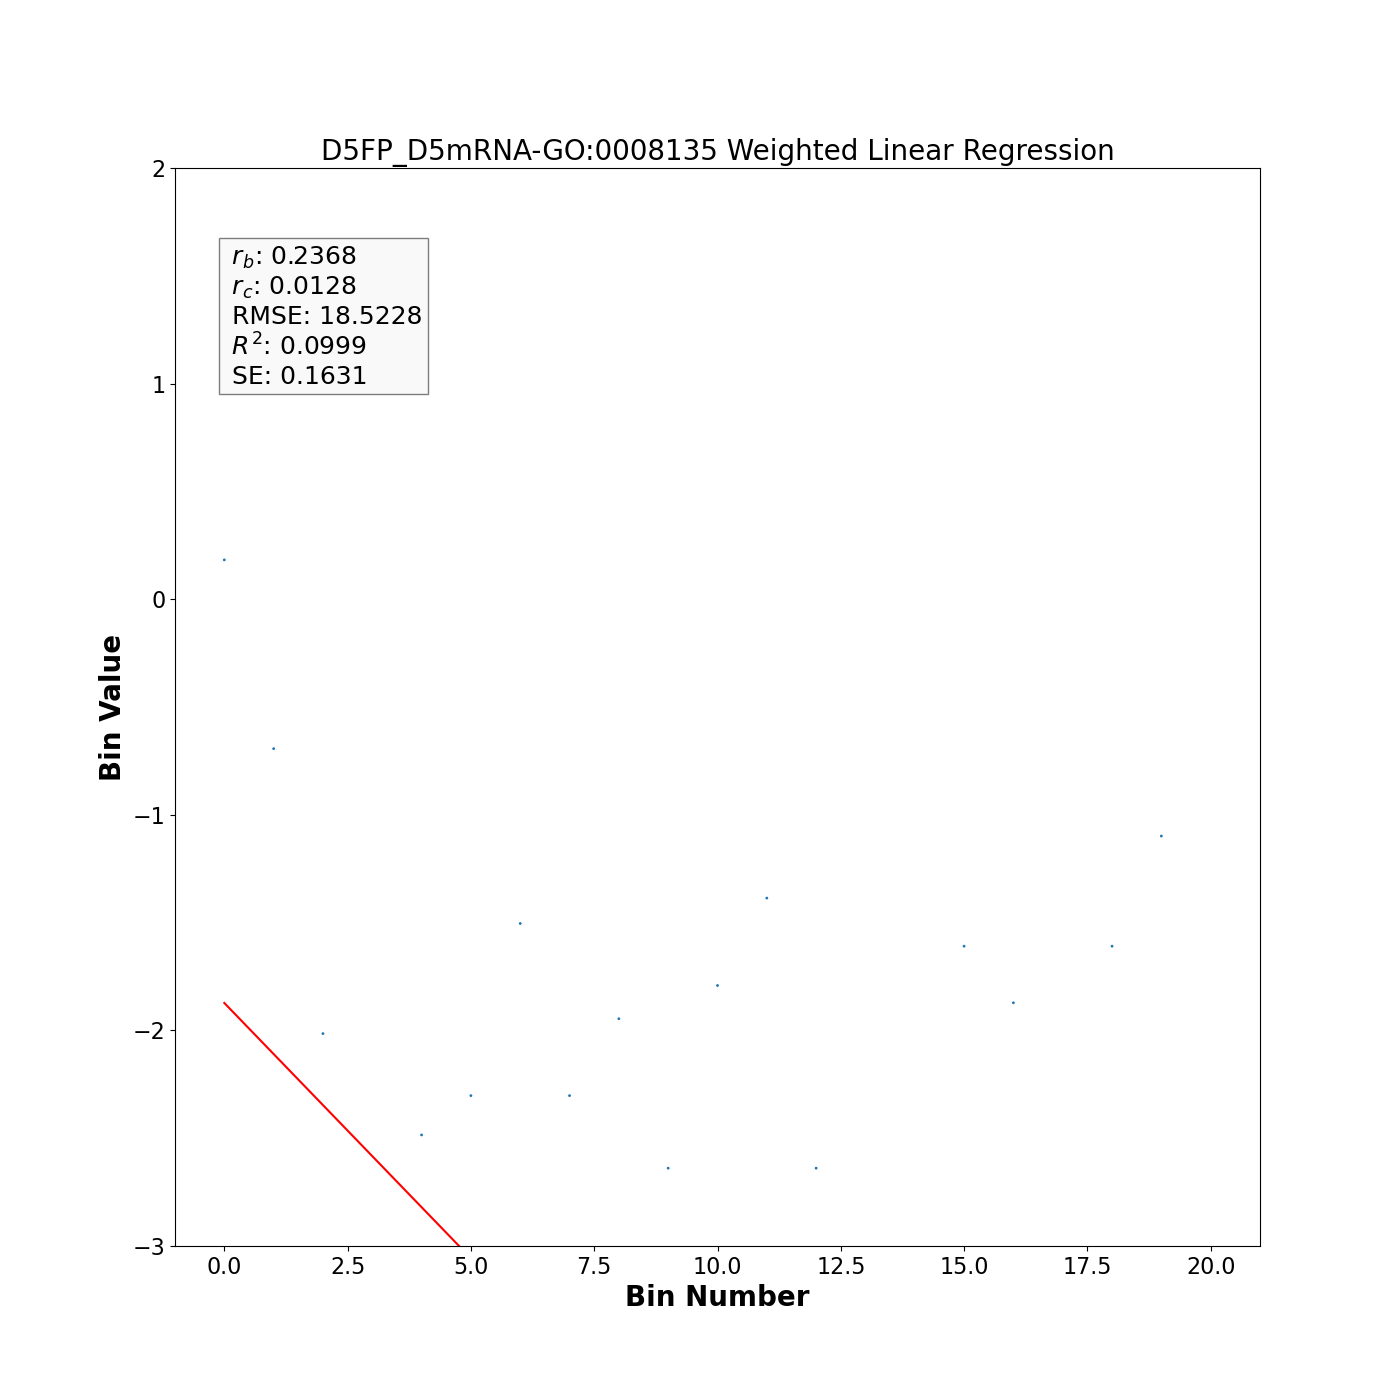 D5FP_D5mRNA-GO:0008135 Weighted Linear Regression
2
r_b: 0.2368
r_c: 0.0128
RMSE: 18.5228
R²: 0.0999
SE: 0.1631
1
0
−1
−2
−3
Bin Value
0.0 2.5 5.0 7.5 10.0 12.5 15.0 17.5 20.0
Bin Number